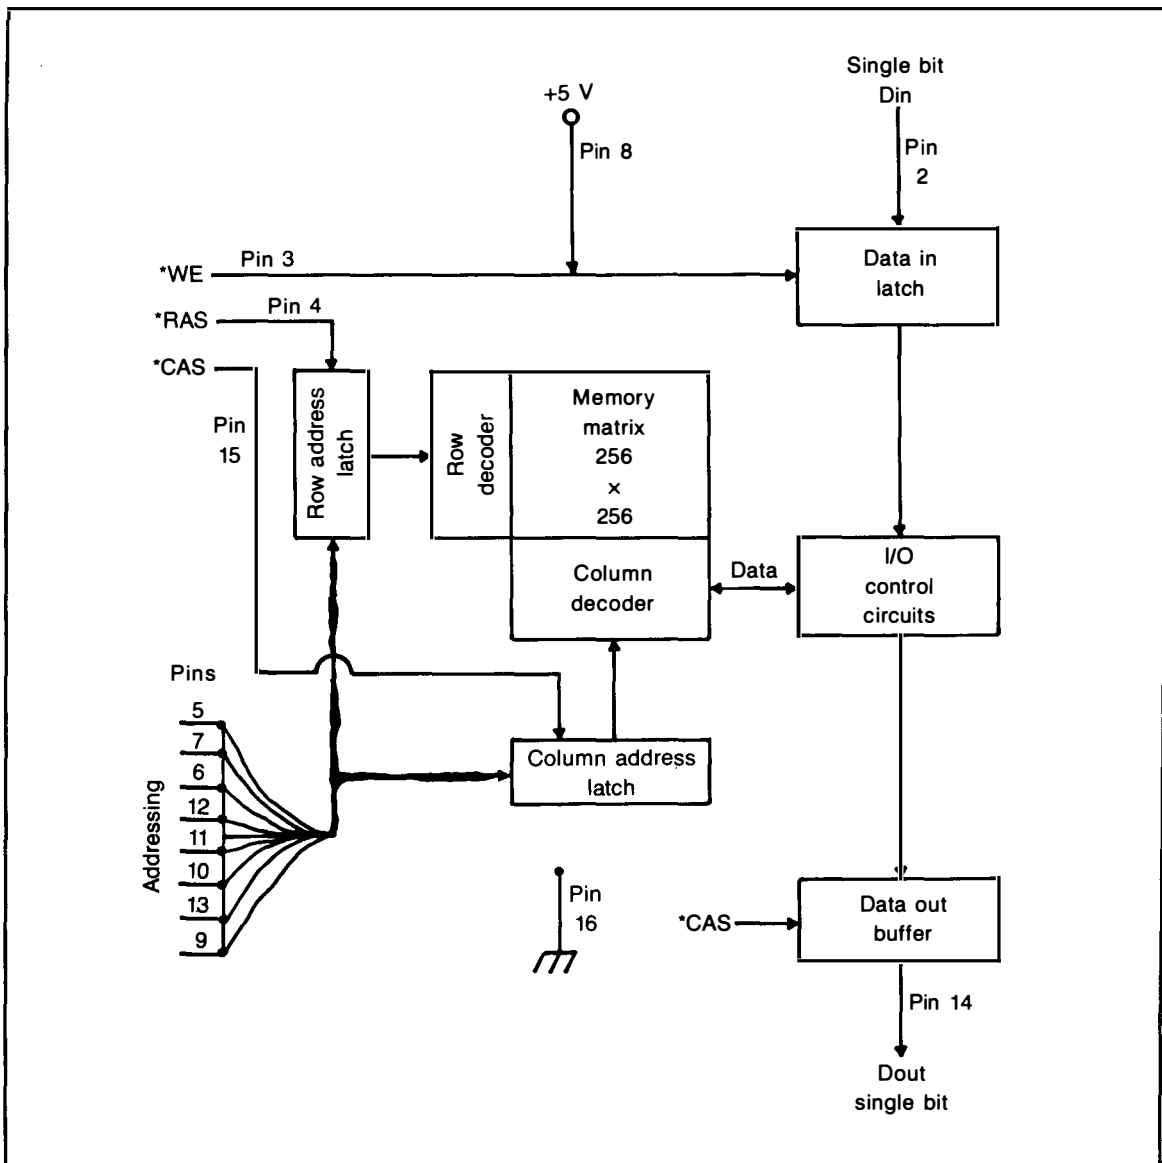 Single bit
Din
+5 V
Pin 8
Pin
2
*WE
Pin 3
Data in
latch
*RAS
Pin 4
*CAS
Pin
15
Row address
latch
Row
decoder
Memory
matrix
256
×
256
Column
decoder
Data
I/O
control
circuits
Pins
5
7
6
12
11
10
13
9
Addressing
Column address
latch
Pin
16
*CAS
Data out
buffer
Pin 14
Dout
single bit